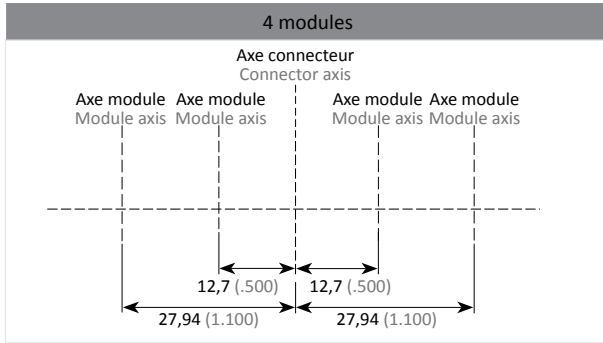 4 modules
Axe connecteur
Connector axis
Axe module Axe module Axe module Axe module
Module axis Module axis Module axis Module axis
12,7 (.500) 12,7 (.500)
27,94 (1.100) 27,94 (1.100)